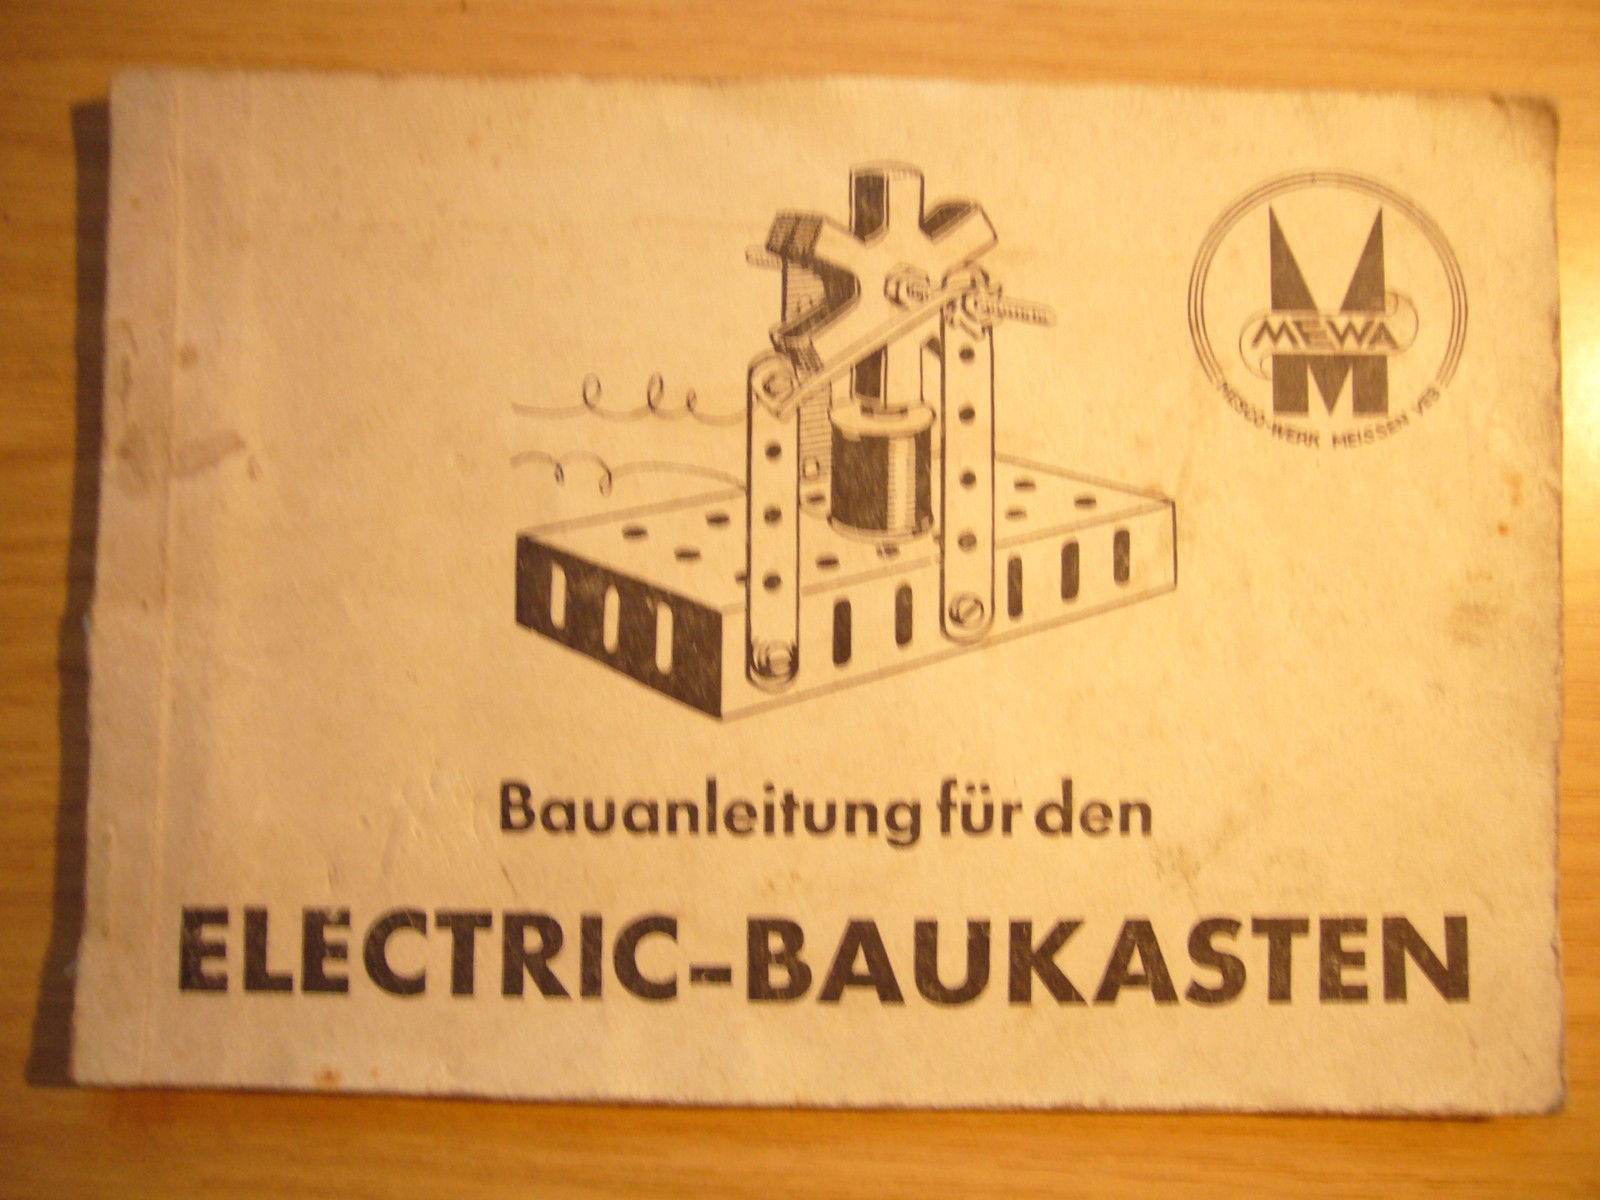 MEWA
MESCO-WERK MEISSEN VEB
Bauanleitung für den
ELECTRIC-BAUKASTEN